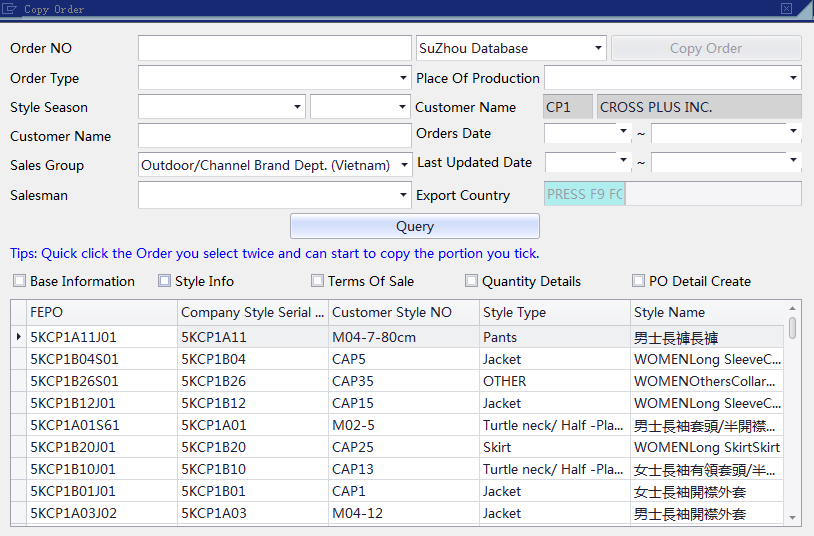 Copy Order
Order NO SuZhou Database Copy Order
Order Type Place Of Production
Style Season Customer Name CP1 CROSS PLUS INC.
Customer Name Orders Date ~
Sales Group Outdoor/Channel Brand Dept. (Vietnam) Last Updated Date ~
Salesman Export Country PRESS F9 FO
Query
Tips: Quick click the Order you select twice and can start to copy the portion you tick.
Base Information Style Info Terms Of Sale Quantity Details PO Detail Create
FEPO Company Style Serial ... Customer Style NO Style Type Style Name
5KCP1A11J01 5KCP1A11 M04-7-80cm Pants 男士長褲長褲
5KCP1B04S01 5KCP1B04 CAP5 Jacket WOMENLong SleeveC...
5KCP1B26S01 5KCP1B26 CAP35 OTHER WOMENOthersCollar...
5KCP1B12J01 5KCP1B12 CAP15 Jacket WOMENLong SleeveC...
5KCP1A01S61 5KCP1A01 M02-5 Turtle neck/ Half -Pla... 男士長袖套頭/半開襟...
5KCP1B20J01 5KCP1B20 CAP25 Skirt WOMENLong SkirtSkirt
5KCP1B10J01 5KCP1B10 CAP13 Turtle neck/ Half -Pla... 女士長袖有領套頭/半...
5KCP1B01J01 5KCP1B01 CAP1 Jacket 女士長袖開襟外套
5KCP1A03J02 5KCP1A03 M04-12 Jacket 男士長袖開襟外套